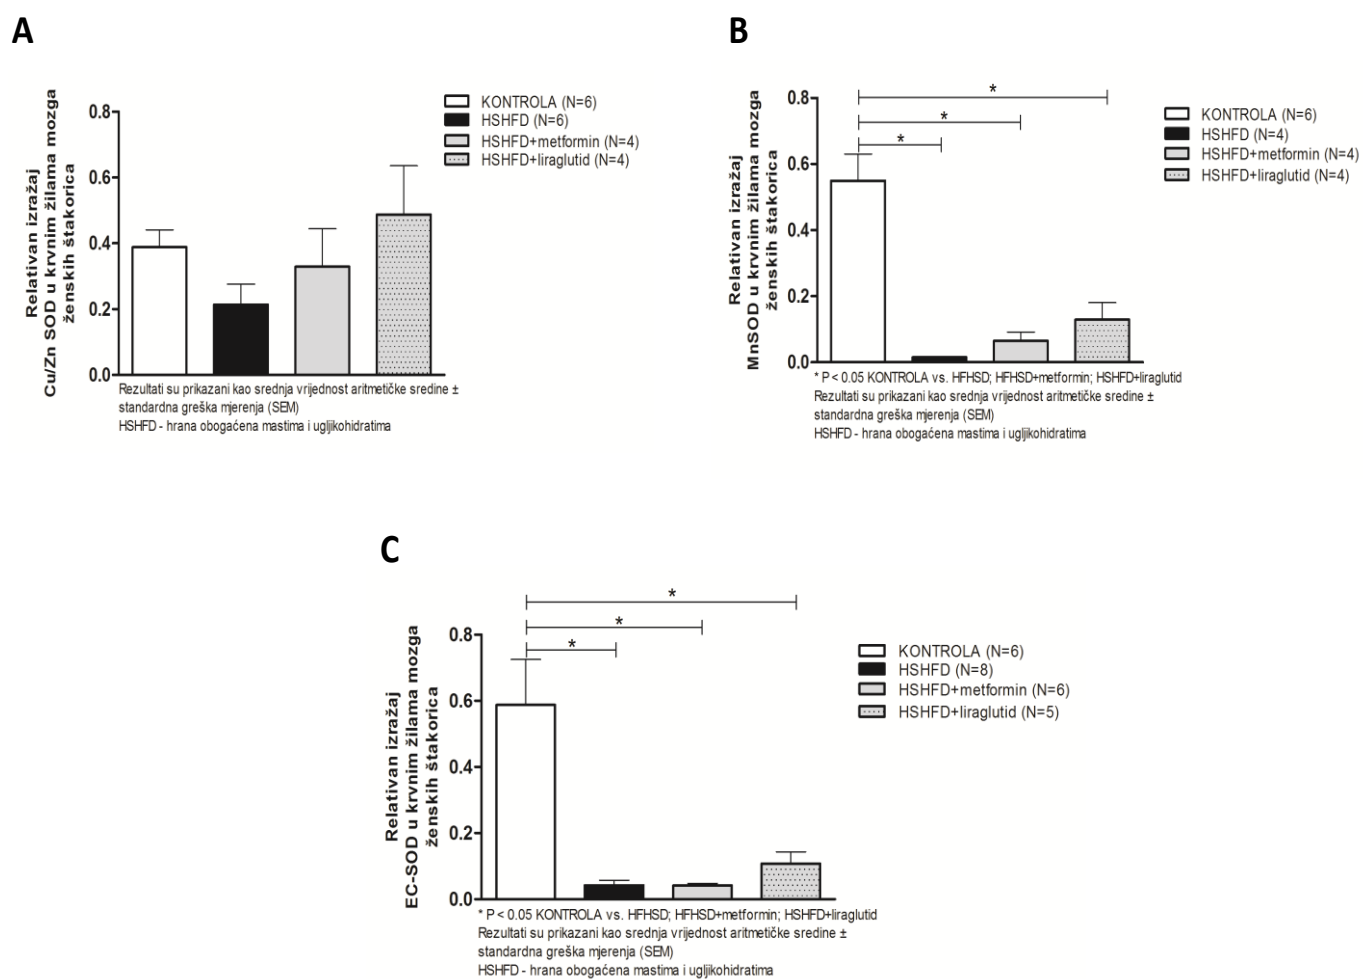 A
Relativan izražaj
Cu/Zn SOD u krvnim žilama mozga
ženskih štakorica
0.8
0.6
0.4
0.2
0.0
KONTROLA (N=6)
HSHFD (N=6)
HSHFD+metformin (N=4)
HSHFD+liraglutid (N=4)
Rezultati su prikazani kao srednja vrijednost aritmetičke sredine ±
standardna greška mjerenja (SEM)
HSHFD - hrana obogaćena mastima i ugljikohidratima
B
Relativan izražaj
MnSOD u krvnim žilama mozga
ženskih štakorica
0.8
0.6
0.4
0.2
0.0
*
*
*
KONTROLA (N=6)
HSHFD (N=4)
HSHFD+metformin (N=4)
HSHFD+liraglutid (N=4)
* P < 0.05 KONTROLA vs. HFHSD; HFHSD+metformin; HSHFD+liraglutid
Rezultati su prikazani kao srednja vrijednost aritmetičke sredine ±
standardna greška mjerenja (SEM)
HSHFD - hrana obogaćena mastima i ugljikohidratima
C
Relativan izražaj
EC-SOD u krvnim žilama mozga
ženskih štakorica
0.8
0.6
0.4
0.2
0.0
*
*
*
KONTROLA (N=6)
HSHFD (N=8)
HSHFD+metformin (N=6)
HSHFD+liraglutid (N=5)
* P < 0.05 KONTROLA vs. HFHSD; HFHSD+metformin; HSHFD+liraglutid
Rezultati su prikazani kao srednja vrijednost aritmetičke sredine ±
standardna greška mjerenja (SEM)
HSHFD - hrana obogaćena mastima i ugljikohidratima